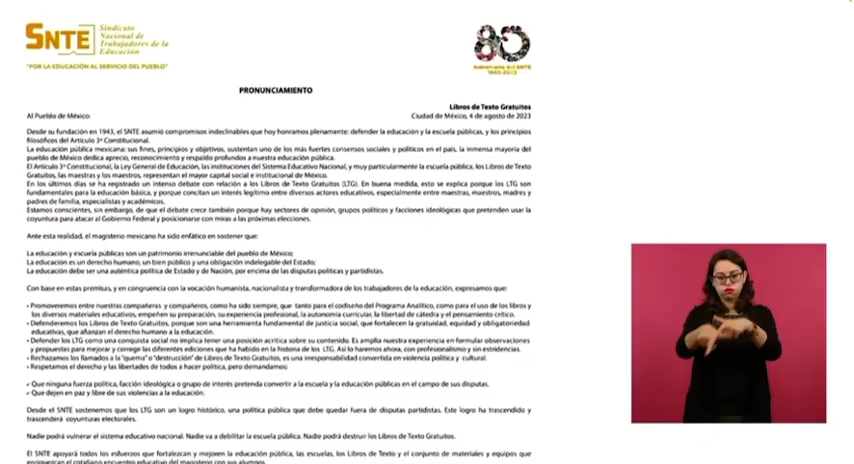 SNTE
Sindicato
Nacional de
Trabajadores de la
Educación
"POR LA EDUCACIÓN AL SERVICIO DEL PUEBLO"
80
Aniversario del SNTE
1943-2023
PRONUNCIAMIENTO
Libros de Texto Gratuitos
Al Pueblo de México:
Ciudad de México, 4 de agosto de 2023
Desde su fundación en 1943, el SNTE asumió compromisos indeclinables que hoy honramos plenamente: defender la educación y la escuela públicas, y los principios
filosóficos del Artículo 3º Constitucional.
La educación pública mexicana: sus fines, principios y objetivos, sustentan uno de los más fuertes consensos sociales y políticos en el país, la inmensa mayoría del
pueblo de México dedica aprecio, reconocimiento y respaldo profundos a nuestra educación pública.
El Artículo 3º Constitucional, la Ley General de Educación, las instituciones del Sistema Educativo Nacional, y muy particularmente la escuela pública, los Libros de Texto
Gratuitos, las maestras y los maestros, representan el mayor capital social e institucional de México.
En los últimos días se ha registrado un intenso debate con relación a los Libros de Texto Gratuitos (LTG). En buena medida, esto se explica porque los LTG son
fundamentales para la educación básica, y porque concitan un interés legítimo entre diversos actores educativos, especialmente entre maestras, maestros, madres y
padres de familia, especialistas y académicos.
Estamos conscientes, sin embargo, de que el debate crece también porque hay sectores de opinión, grupos políticos y facciones ideológicas que pretenden usar la
coyuntura para atacar al Gobierno Federal y posicionarse con miras a las próximas elecciones.
Ante esta realidad, el magisterio mexicano ha sido enfático en sostener que:
La educación y escuela públicas son un patrimonio irrenunciable del pueblo de México;
La educación es un derecho humano, un bien público y una obligación indelegable del Estado;
La educación debe ser una auténtica política de Estado y de Nación, por encima de las disputas políticas y partidistas.
Con base en estas premisas, y en congruencia con la vocación humanista, nacionalista y transformadora de los trabajadores de la educación, expresamos que:
• Promoveremos entre nuestras compañeras y compañeros, como ha sido siempre, que tanto para el codiseño del Programa Analítico, como para el uso de los libros y
los diversos materiales educativos, empeñen su preparación, su experiencia profesional, la autonomía curricular, la libertad de cátedra y el pensamiento crítico.
• Defenderemos los Libros de Texto Gratuitos, porque son una herramienta fundamental de justicia social, que fortalecen la gratuidad, equidad y obligatoriedad
educativas, que afianzan el derecho humano a la educación.
• Defender los LTG como una conquista social no implica tener una posición acrítica sobre su contenido. Es amplia nuestra experiencia en formular observaciones
y propuestas para mejorar y corregir las diferentes ediciones que ha habido en la historia de los LTG. Así lo haremos ahora, con profesionalismo y sin estridencias.
• Rechazamos los llamados a la "quema" o "destrucción" de Libros de Texto Gratuitos, es una irresponsabilidad convertida en violencia política y cultural.
• Respetamos el derecho y las libertades de todos a hacer política, pero demandamos:
✓ Que ninguna fuerza política, facción ideológica o grupo de interés pretenda convertir a la escuela y la educación públicas en el campo de sus disputas.
✓ Que dejen en paz y libre de sus violencias a la educación.
Desde el SNTE sostenemos que los LTG son un logro histórico, una política pública que debe quedar fuera de disputas partidistas. Este logro ha trascendido y
trascenderá coyunturas electorales.
Nadie podrá vulnerar el sistema educativo nacional. Nadie va a debilitar la escuela pública. Nadie podrá destruir los Libros de Texto Gratuitos.
El SNTE apoyará todos los esfuerzos que fortalezcan y mejoren la educación pública, las escuelas, los Libros de Texto y el conjunto de materiales y equipos que
enriquezcan el cotidiano encuentro educativo del magisterio con sus alumnos.